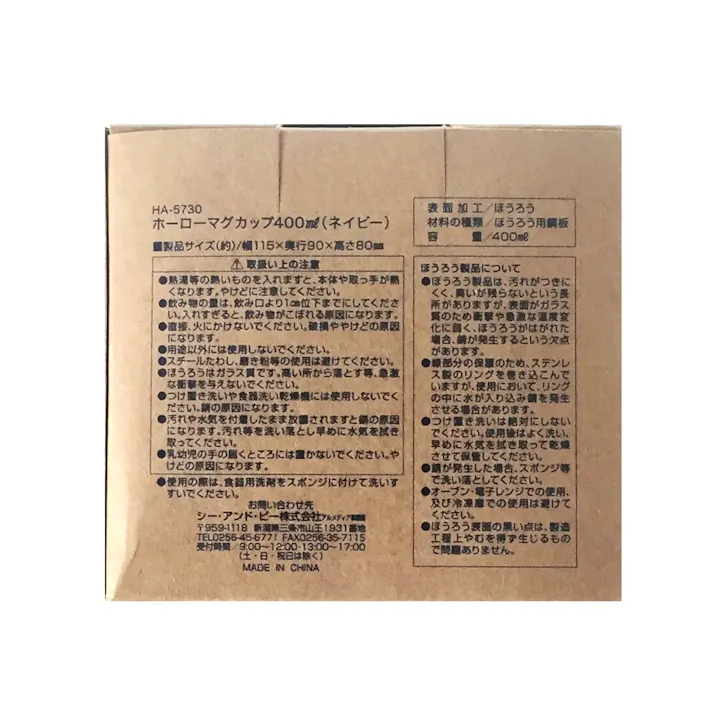 HA-5730
ホーローマグカップ400㎖(ネイビー)
■製品サイズ(約)/幅115×奥行90×高さ80㎜
⚠取扱い上の注意
●熱湯等の熱いものを入れますと、本体や取っ手が熱
くなります。やけどに注意してください。
●飲み物の量は、飲み口より1㎝位下までにしてくださ
い。入れすぎると、飲み物がこぼれる原因になります。
●直接、火にかけないでください。破損ややけどの原因
になります。
●用途以外には使用しないでください。
●スチールたわし、磨き粉等の使用は避けてください。
●ほうろうはガラス質です。高い所から落とす等、急激
な衝撃を与えないでください。
●つけ置き洗いや食器洗い乾燥機には使用しないでく
ださい。錆の原因になります。
●汚れや水気を付着したまま放置されますと錆の原因
になります。汚れ等を洗い落とし早めに水気を拭き
取ってください。
●乳幼児の手の届くところには置かないでください。や
けどの原因になります。
●使用の際は、食器用洗剤をスポンジに付けて洗い、す
すいでください。
お問い合わせ先
シー・アンド・ピー株式会社アルメディア事業部
〒959-1118 新潟県三条市山王1931番地
TEL0256-45-6771 FAX0256-35-7115
受付時間/9:00~12:00・13:00~17:00
(土・日・祝日は除く)
MADE IN CHINA
表面加工/ほうろう
材料の種類/ほうろう用鋼板
容量/400㎖
ほうろう製品について
●ほうろう製品は、汚れがつきに
くく、臭いが残らないという長
所がありますが、表面がガラス
質のため衝撃や急激な温度変
化に弱く、ほうろうがはがれた
場合、錆が発生するという欠点
があります。
●縁部分の保護のため、ステンレ
ス製のリングを巻き込んで
いますが、使用において、リング
の中に水が入り込み錆を発生
させる場合があります。
●つけ置き洗いは絶対にしない
でください。使用後はよく洗い、
早めに水気を拭き取って乾燥
させて保管してください。
●錆が発生した場合、スポンジ等
で洗い落としてください。
●オーブン・電子レンジでの使用、
及び冷凍庫での使用は避けて
ください。
●ほうろう表面の黒い点は、製造
工程上やむを得ず生じるもの
で問題ありません。